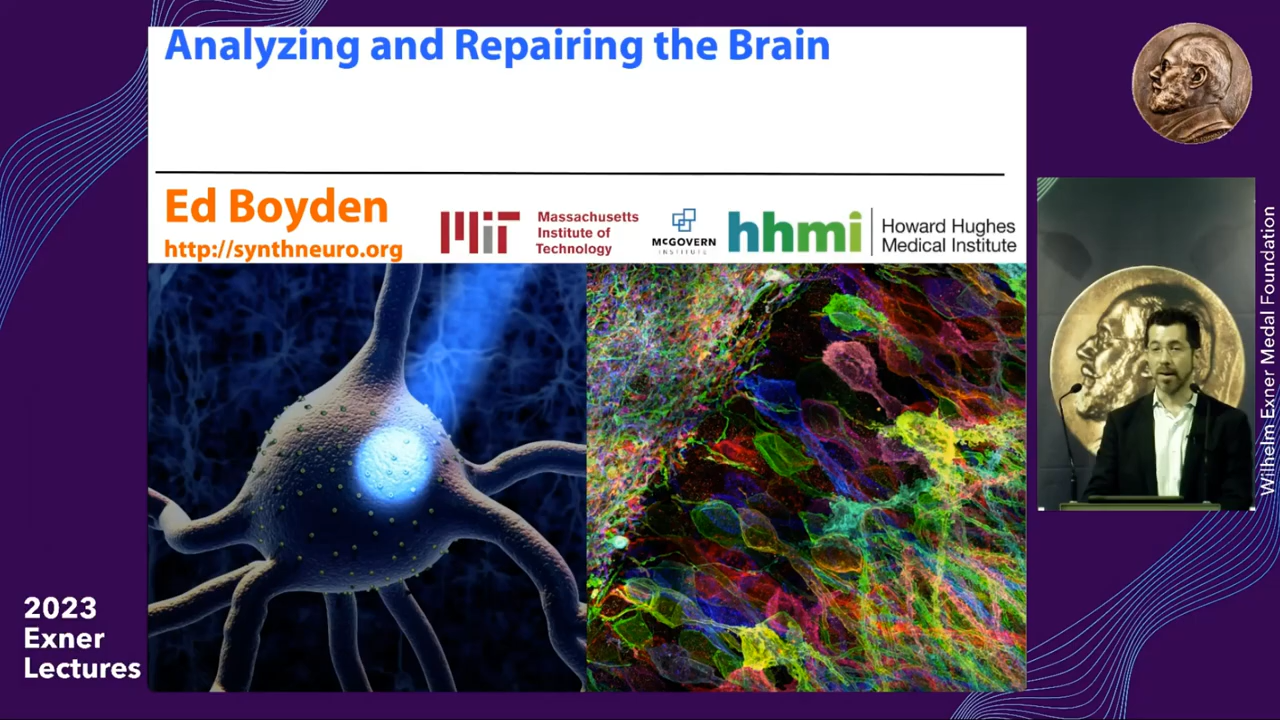 Analyzing and Repairing the Brain
Ed Boyden
http://synthneuro.org
MIT
Massachusetts
Institute of
Technology
MCGOVERN
INSTITUTE
hhmi
Howard Hughes
Medical Institute
2023
Exner
Lectures
Wilhelm Exner Medal Foundation